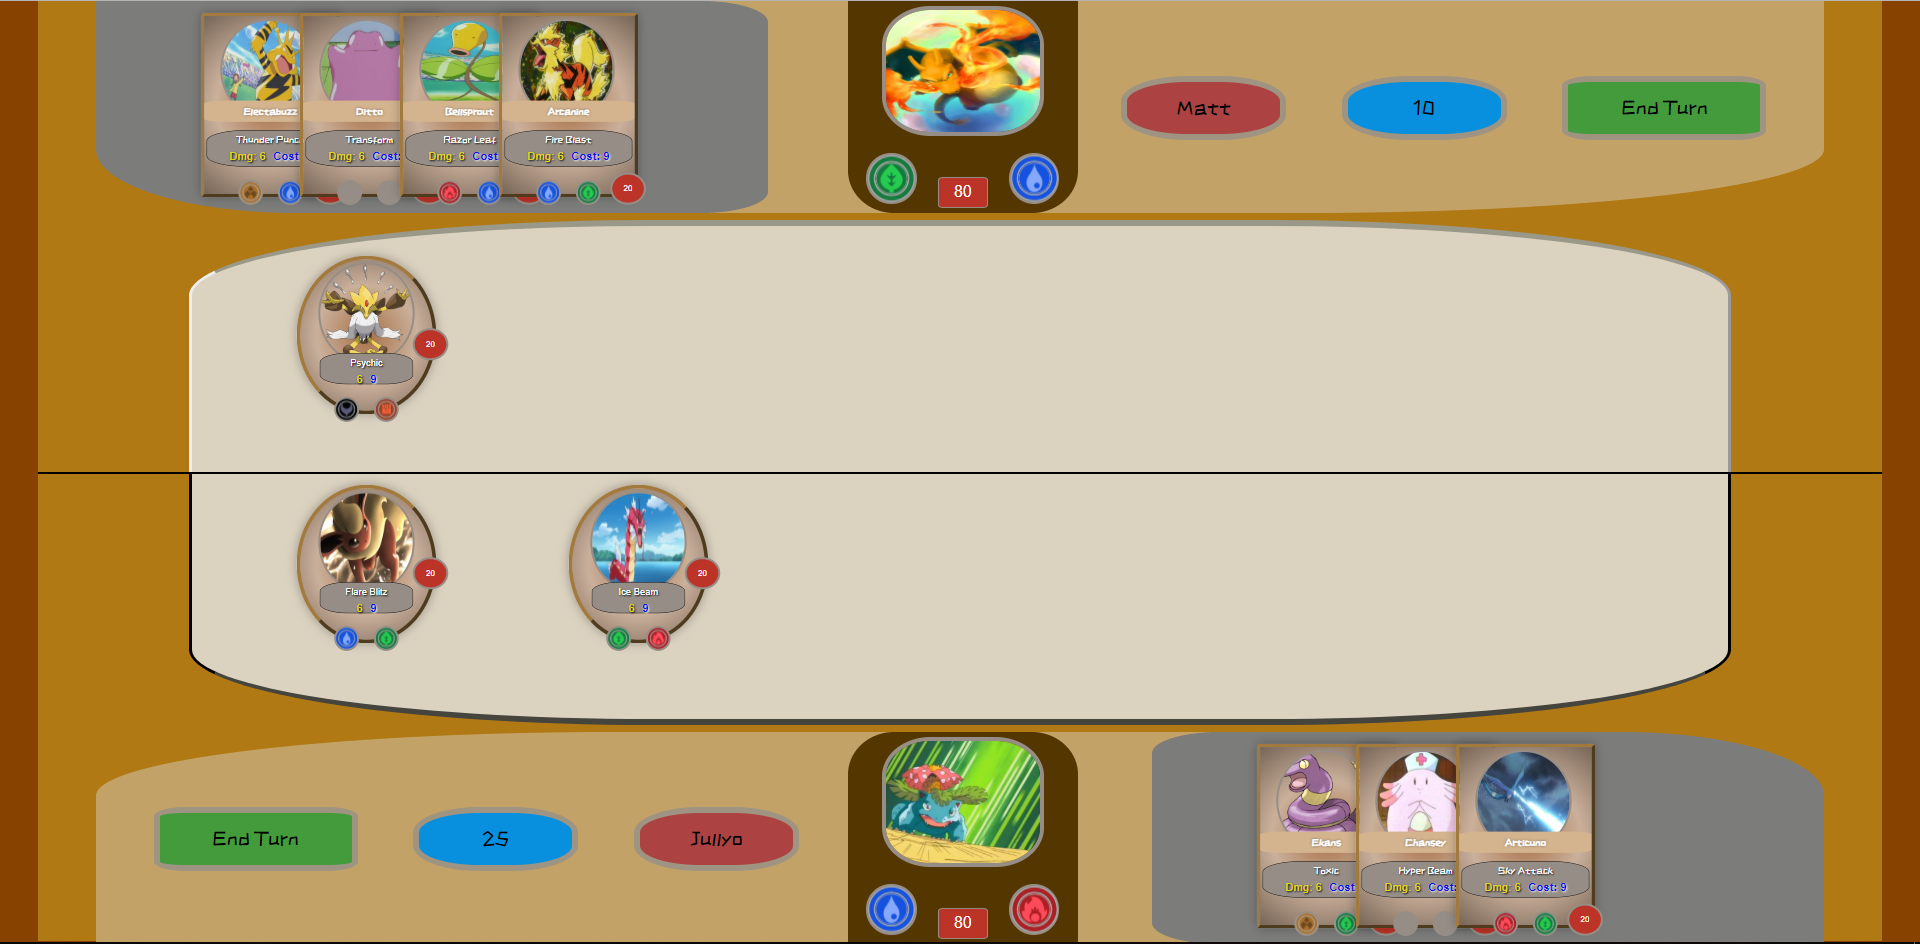 Electabuzz
Thunder Punc
Dmg: 6 Cost:
Ditto
Transform
Dmg: 6 Cost:
Bellsprout
Razor Leaf
Dmg: 6 Cost
Arcanine
Fire Blast
Dmg: 6 Cost: 9
20
80
Matt
10
End Turn
Psychic
6 9
20
Flare Blitz
6 9
20
Ice Beam
6 9
20
End Turn
25
Jullyo
80
Ekans
Toxic
Dmg: 6 Cost
Chansey
Hyper Beam
Dmg: 6 Cost:
Articuno
Sky Attack
Dmg: 6 Cost: 9
20